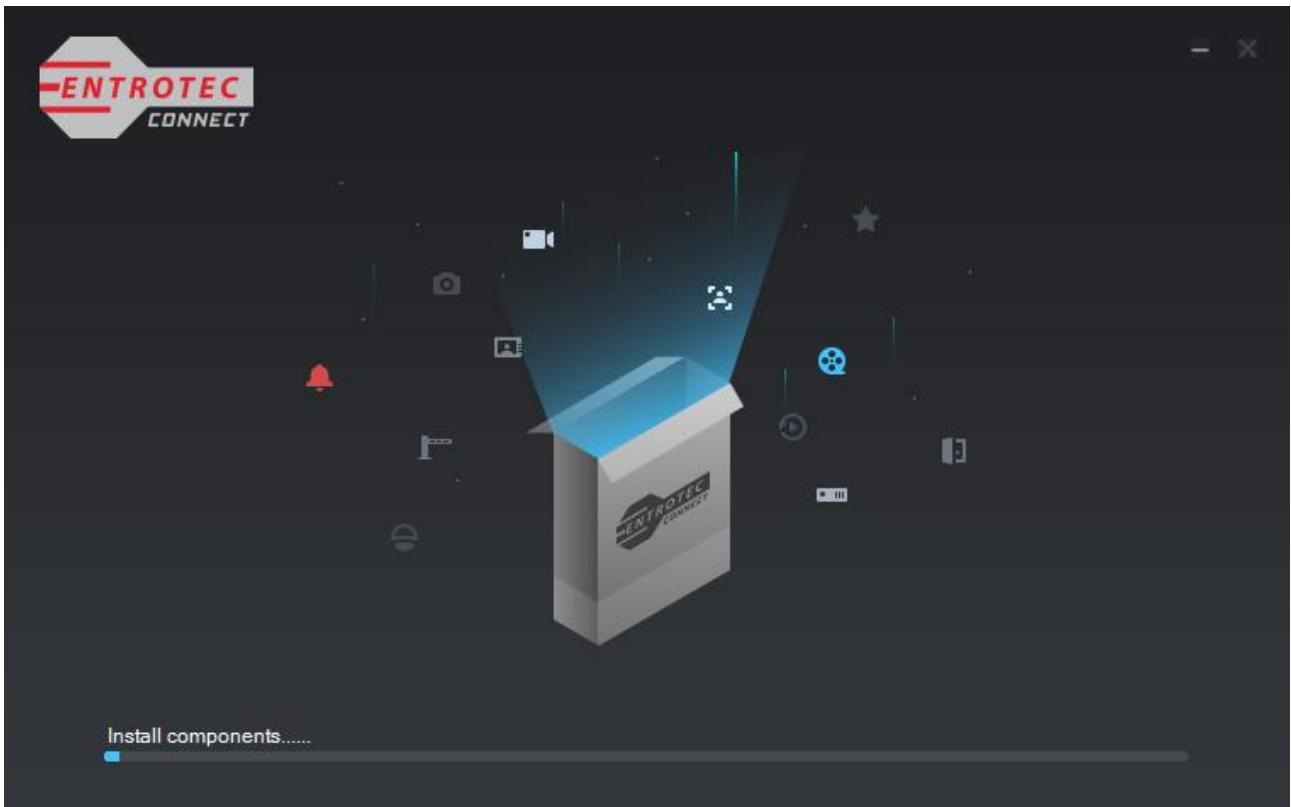 ENTROTEC
CONNECT
ENTROTEC
CONNECT
Install components......